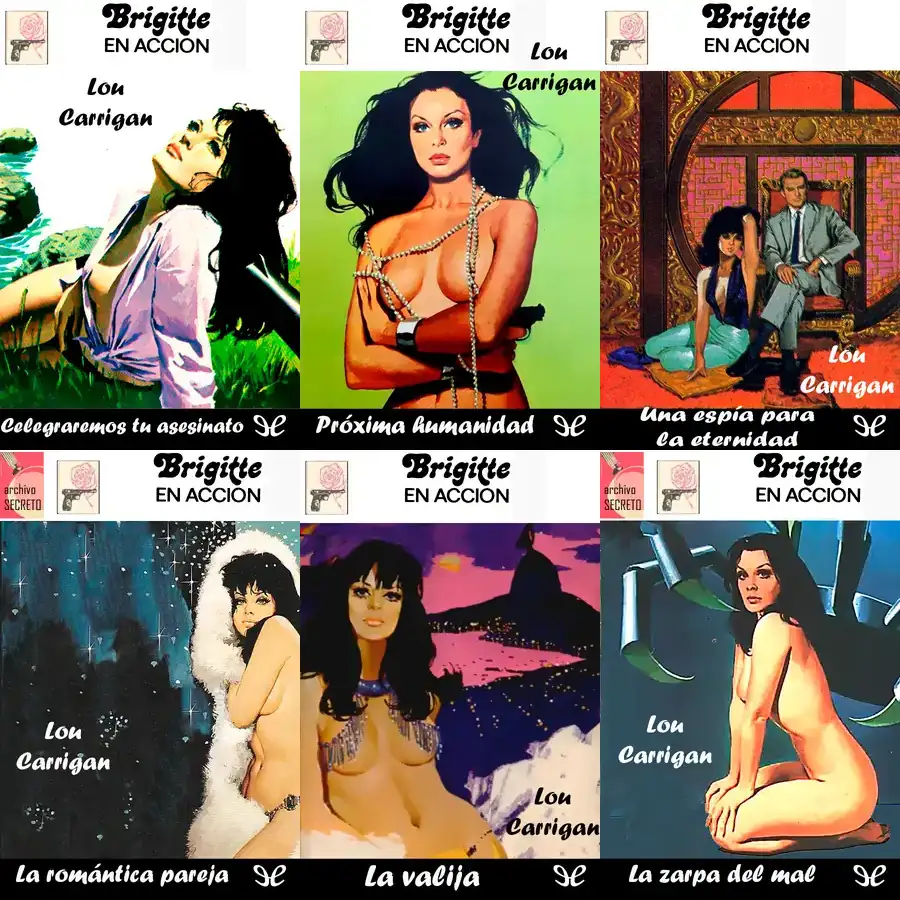 Brigitte
EN ACCION
Lou
Carrigan
Celegraremos tu asesinato
Brigitte
EN ACCION
Lou
Carrigan
Próxima humanidad
Brigitte
EN ACCION
Lou
Carrigan
Una espía para
la eternidad
archivo
SECRETO
Brigitte
EN ACCION
Lou
Carrigan
La romántica pareja
Brigitte
EN ACCION
Lou
Carrigan
La valija
archivo
SECRETO
Brigitte
EN ACCION
Lou
Carrigan
La zarpa del mal